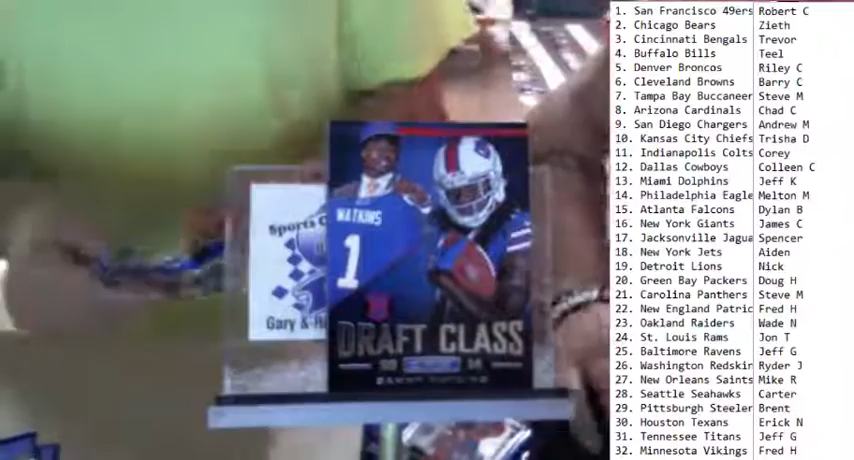 Sports
Gary &
WATKINS
1
DRAFT CLASS
20 14
SAMMY WATKINS
1. San Francisco 49ers Robert C
2. Chicago Bears Zieth
3. Cincinnati Bengals Trevor
4. Buffalo Bills Teel
5. Denver Broncos Riley C
6. Cleveland Browns Barry C
7. Tampa Bay Buccaneer Steve M
8. Arizona Cardinals Chad C
9. San Diego Chargers Andrew M
10. Kansas City Chiefs Trisha D
11. Indianapolis Colts Corey
12. Dallas Cowboys Colleen C
13. Miami Dolphins Jeff K
14. Philadelphia Eagle Melton M
15. Atlanta Falcons Dylan B
16. New York Giants James C
17. Jacksonville Jagua Spencer
18. New York Jets Aiden
19. Detroit Lions Nick
20. Green Bay Packers Doug H
21. Carolina Panthers Steve M
22. New England Patric Fred H
23. Oakland Raiders Wade N
24. St. Louis Rams Jon T
25. Baltimore Ravens Jeff G
26. Washington Redskin Ryder J
27. New Orleans Saints Mike R
28. Seattle Seahawks Carter
29. Pittsburgh Steeler Brent
30. Houston Texans Erick N
31. Tennessee Titans Jeff G
32. Minnesota Vikings Fred H